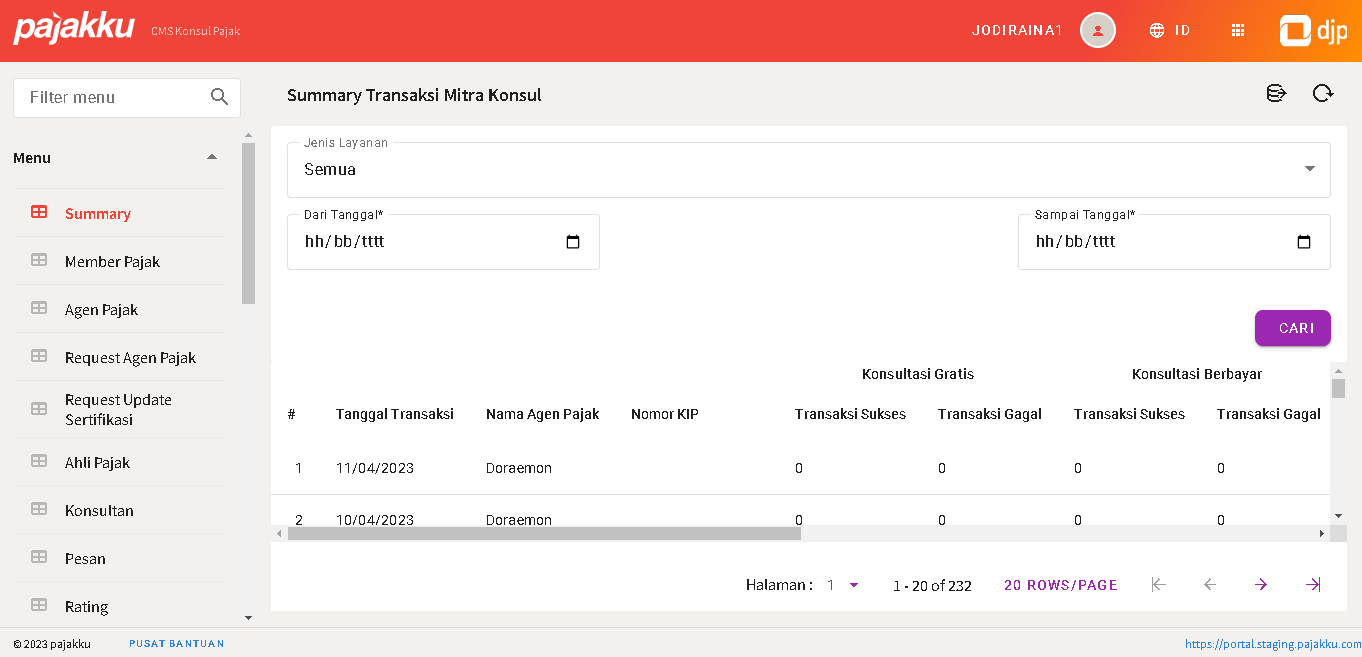 pajakku CMS Konsul Pajak JODIRAINA1 ID djp
Filter menu
Menu
Summary
Member Pajak
Agen Pajak
Request Agen Pajak
Request Update
Sertifikasi
Ahli Pajak
Konsultan
Pesan
Rating
Summary Transaksi Mitra Konsul
Jenis Layanan
Semua
Dari Tanggal* Sampai Tanggal*
hh/bb/tttt hh/bb/tttt
CARI
Konsultasi Gratis Konsultasi Berbayar
# Tanggal Transaksi Nama Agen Pajak Nomor KIP Transaksi Sukses Transaksi Gagal Transaksi Sukses Transaksi Gagal
1 11/04/2023 Doraemon 0 0 0 0
2 10/04/2023 Doraemon 0 0 0 0
Halaman : 1 1 - 20 of 232 20 ROWS/PAGE
© 2023 pajakku PUSAT BANTUAN https://portal.staging.pajakku.com